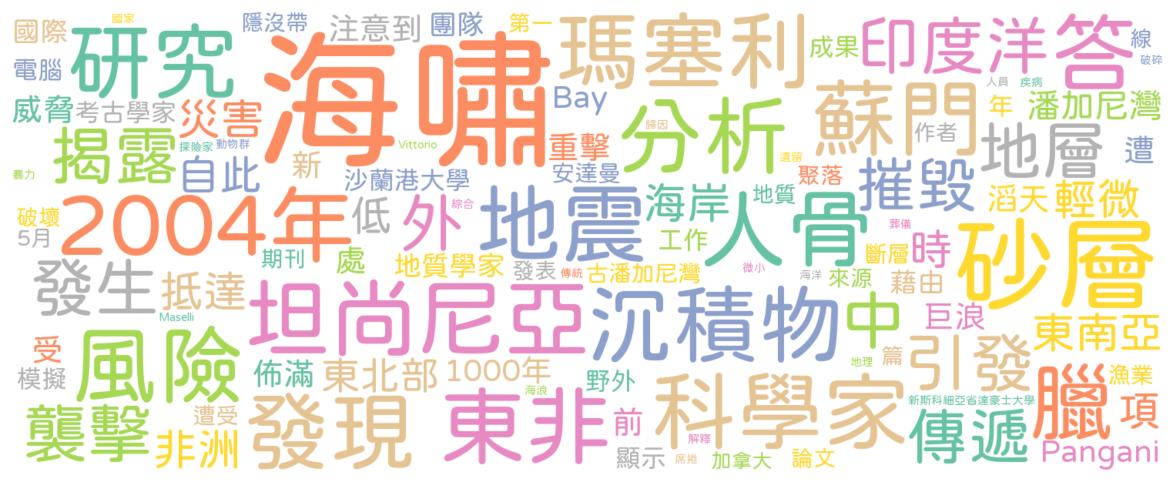 國家
國際
研究
隱沒帶
注意到
團隊
第一
瑪塞利
成果
印度洋
答
線
破碎
電腦
海嘯
Bay
人員
疾病
威脅
考古學家
災害
重擊
分析
蘇門
年
潘加尼灣
歸因
作者
地層
遭
揭露
探險家
動物群
Vittorio
自此
新
沙蘭港大學
安達曼
遺留
聚落
摧毀
暴力
海岸
地質
人骨
滔天
輕微
破壞
5月
2004年
低
外
綜合
地震
工作
葬儀
時
斷層
砂層
期刊
處
地質學家
發表
傳統
古潘加尼灣
微小
海洋
來源
藉由
發生
抵達
坦尚尼亞
沉積物
中
巨浪
東南亞
Maselli
受
風險
模擬
佈滿
東北部
1000年
海浪
野外
地理
篇
引發
漁業
新斯科細亞省達豪士大學
臘
項
襲擊
遭受
非洲
發現
東非
前
科學家
傳遞
解釋
顯示
席捲
加拿大
論文
Pangani